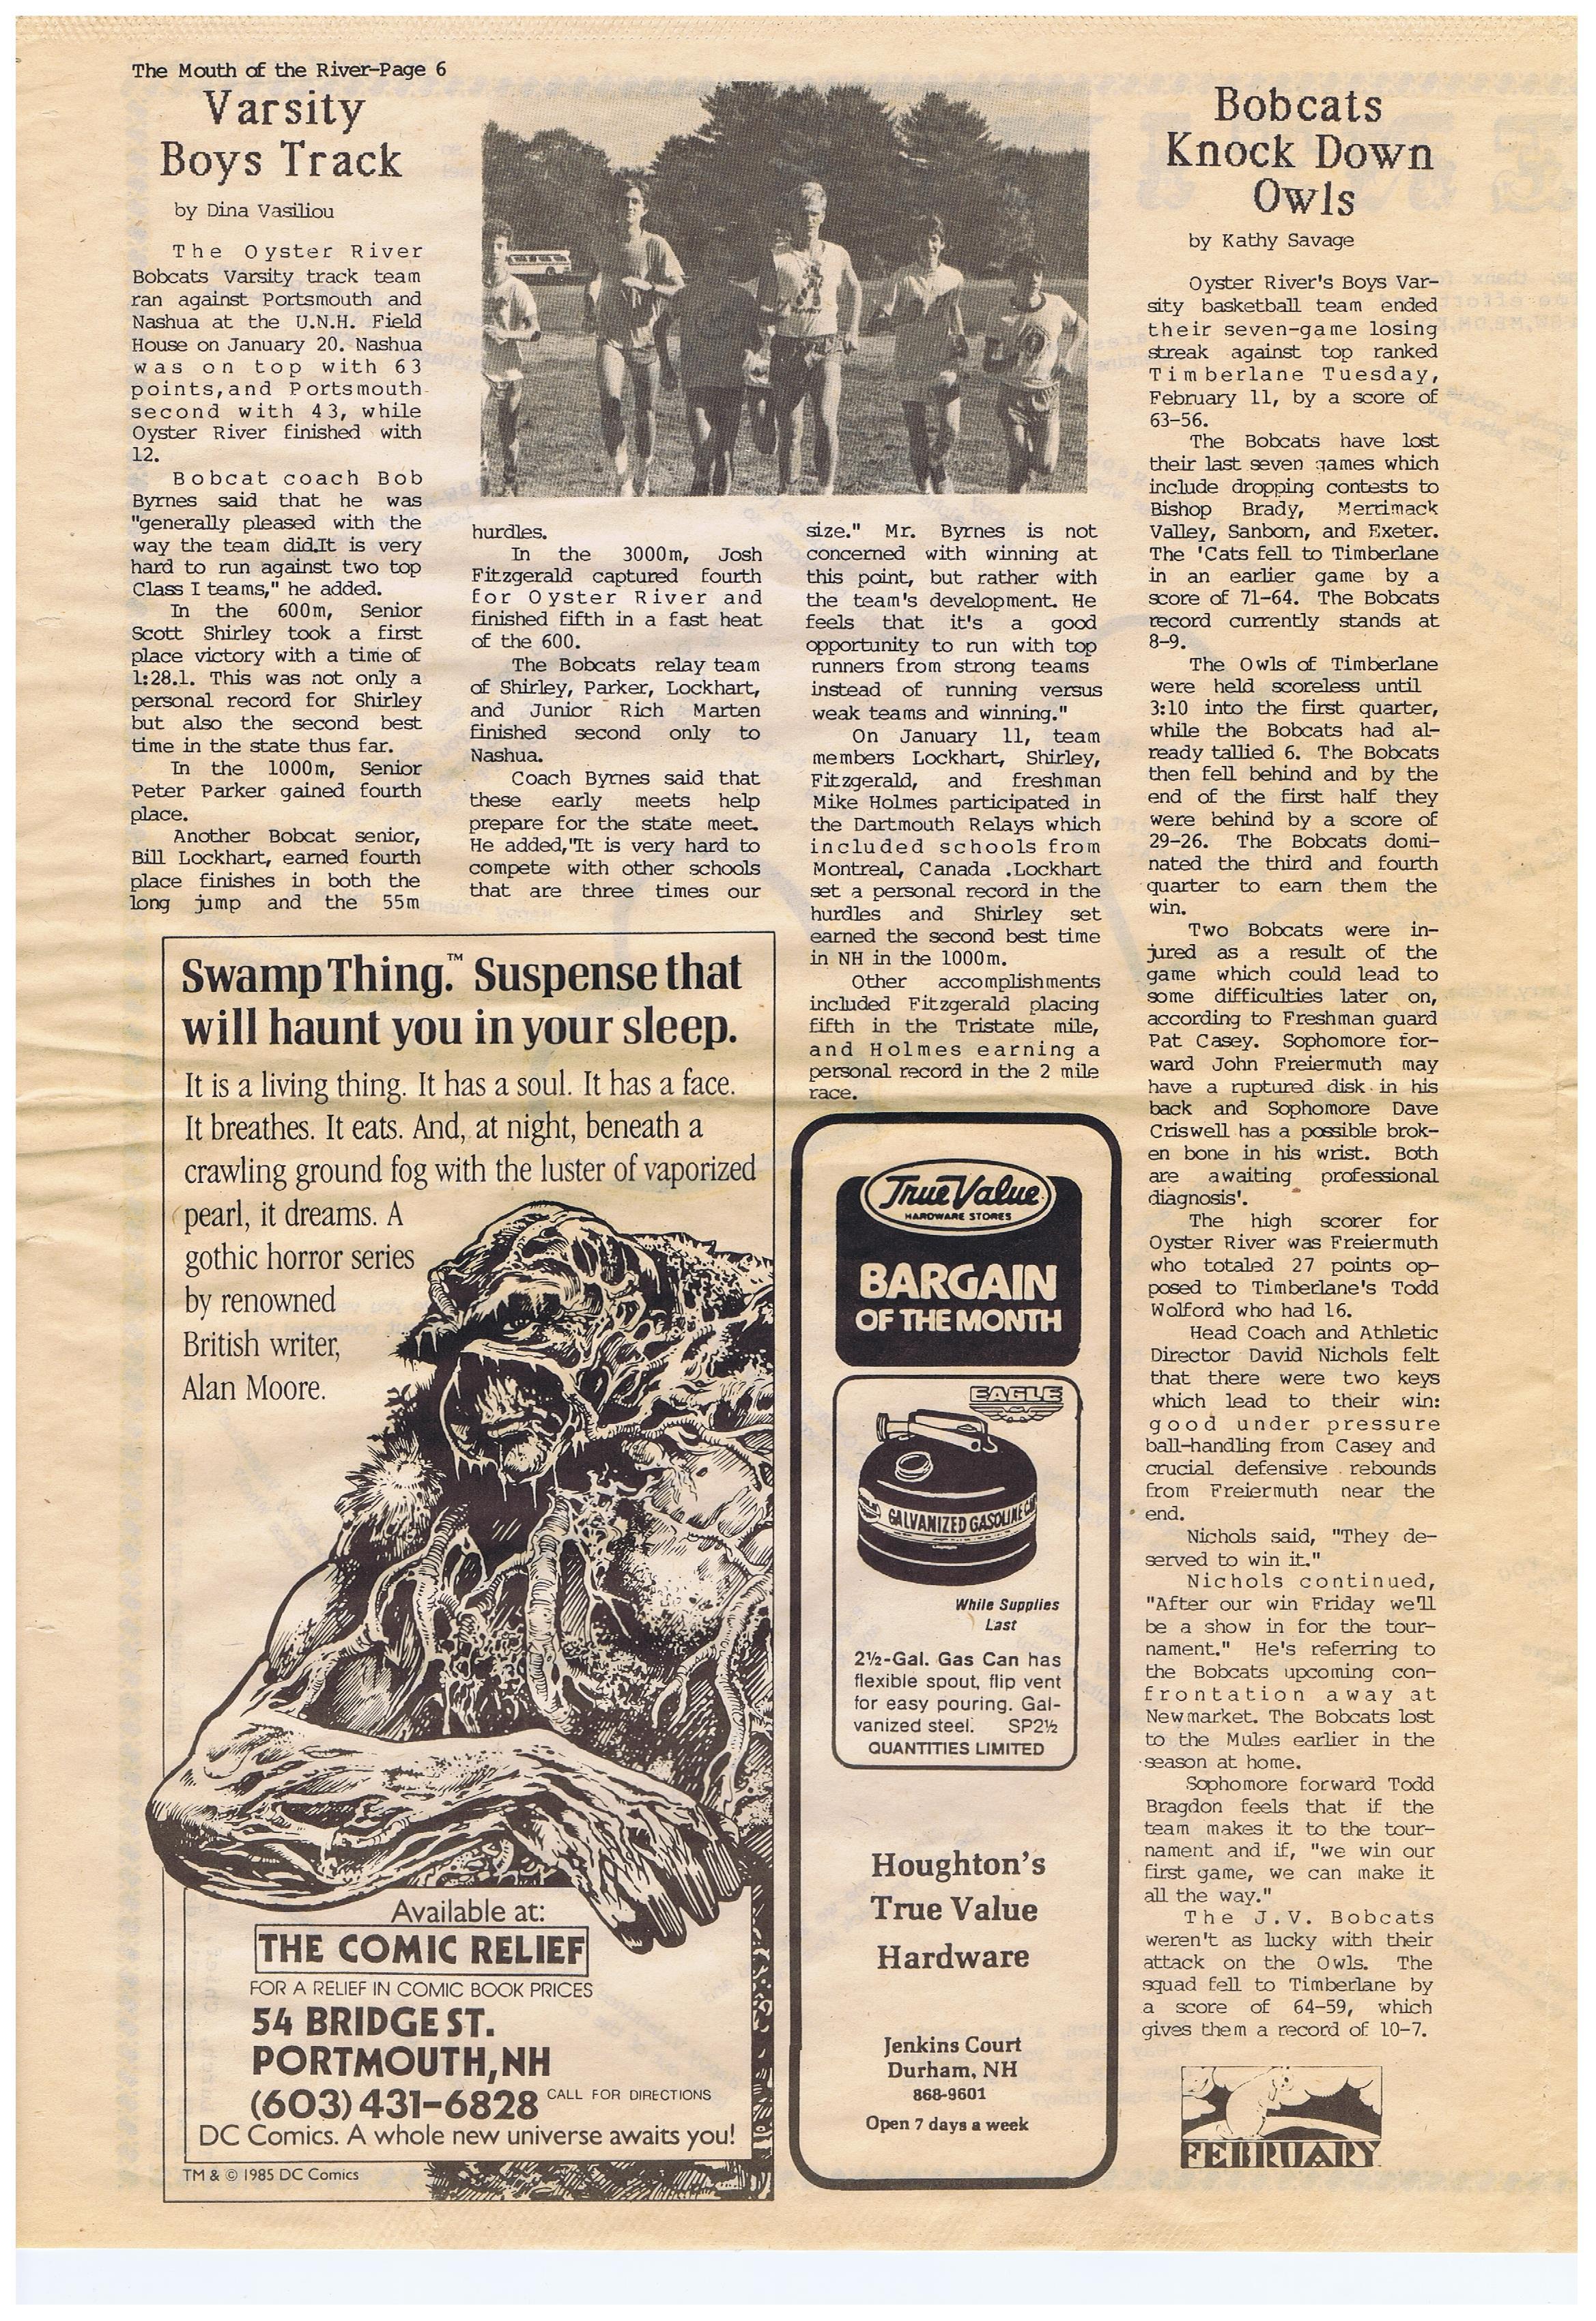 The Mouth of the River-Page 6
Varsity
Boys Track
by Dina Vasiliou
The Oyster River
Bobcats Varsity track team
ran against Portsmouth and
Nashua at the U.N.H. Field
House on January 20. Nashua
was on top with 63
points,and Portsmouth
second with 43, while
Oyster River finished with
12.
Bobcat coach Bob
Byrnes said that he was
"generally pleased with the
way the team did.It is very
hard to run against two top
Class I teams," he added.
In the 600m, Senior
Scott Shirley took a first
place victory with a time of
1:28.1. This was not only a
personal record for Shirley
but also the second best
time in the state thus far.
In the 1000m, Senior
Peter Parker gained fourth
place.
Another Bobcat senior,
Bill Lockhart, earned fourth
place finishes in both the
long jump and the 55m
hurdles.
In the 3000m, Josh
Fitzgerald captured fourth
for Oyster River and
finished fifth in a fast heat
of the 600.
The Bobcats relay team
of Shirley, Parker, Lockhart,
and Junior Rich Marten
finished second only to
Nashua.
Coach Byrnes said that
these early meets help
prepare for the state meet.
He added,"It is very hard to
compete with other schools
that are three times our
size." Mr. Byrnes is not
concerned with winning at
this point, but rather with
the team's development. He
feels that it's a good
opportunity to run with top
runners from strong teams
instead of running versus
weak teams and winning."
On January 11, team
members Lockhart, Shirley,
Fitzgerald, and freshman
Mike Holmes participated in
the Dartmouth Relays which
included schools from
Montreal, Canada .Lockhart
set a personal record in the
hurdles and Shirley set
earned the second best time
in NH in the 1000m.
Other accomplishments
included Fitzgerald placing
fifth in the Tristate mile,
and Holmes earning a
personal record in the 2 mile
race.
Swamp Thing.™ Suspense that
will haunt you in your sleep.
It is a living thing. It has a soul. It has a face.
It breathes. It eats. And, at night, beneath a
crawling ground fog with the luster of vaporized
pearl, it dreams. A
gothic horror series
by renowned
British writer,
Alan Moore.
Available at:
THE COMIC RELIEF
FOR A RELIEF IN COMIC BOOK PRICES
54 BRIDGE ST.
PORTMOUTH,NH
(603) 431-6828 CALL FOR DIRECTIONS
DC Comics. A whole new universe awaits you!
TM & © 1985 DC Comics
True Value
HARDWARE STORES
BARGAIN
OF THE MONTH
EAGLE
GALVANIZED GASOLINE CAN
While Supplies
Last
2½-Gal. Gas Can has
flexible spout, flip vent
for easy pouring. Gal-
vanized steel. SP2½
QUANTITIES LIMITED
Houghton's
True Value
Hardware
Jenkins Court
Durham, NH
868-9601
Open 7 days a week
Bobcats
Knock Down
Owls
by Kathy Savage
Oyster River's Boys Var-
sity basketball team ended
their seven-game losing
streak against top ranked
Timberlane Tuesday,
February 11, by a score of
63-56.
The Bobcats have lost
their last seven games which
include dropping contests to
Bishop Brady, Merrimack
Valley, Sanborn, and Exeter.
The 'Cats fell to Timberlane
in an earlier game by a
score of 71-64. The Bobcats
record currently stands at
8-9.
The Owls of Timberlane
were held scoreless until
3:10 into the first quarter,
while the Bobcats had al-
ready tallied 6. The Bobcats
then fell behind and by the
end of the first half they
were behind by a score of
29-26. The Bobcats domi-
nated the third and fourth
quarter to earn them the
win.
Two Bobcats were in-
jured as a result of the
game which could lead to
some difficulties later on,
according to Freshman guard
Pat Casey. Sophomore for-
ward John Freiermuth may
have a ruptured disk in his
back and Sophomore Dave
Criswell has a possible brok-
en bone in his wrist. Both
are awaiting professional
diagnosis'.
The high scorer for
Oyster River was Freiermuth
who totaled 27 points op-
posed to Timberlane's Todd
Wolford who had 16.
Head Coach and Athletic
Director David Nichols felt
that there were two keys
which lead to their win:
good under pressure
ball-handling from Casey and
crucial defensive rebounds
from Freiermuth near the
end.
Nichols said, "They de-
served to win it."
Nichols continued,
"After our win Friday we'll
be a show in for the tour-
nament." He's referring to
the Bobcats upcoming con-
frontation away at
Newmarket. The Bobcats lost
to the Mules earlier in the
season at home.
Sophomore forward Todd
Bragdon feels that if the
team makes it to the tour-
nament and if, "we win our
first game, we can make it
all the way."
The J.V. Bobcats
weren't as lucky with their
attack on the Owls. The
squad fell to Timberlane by
a score of 64-59, which
gives them a record of 10-7.
FEBRUARY